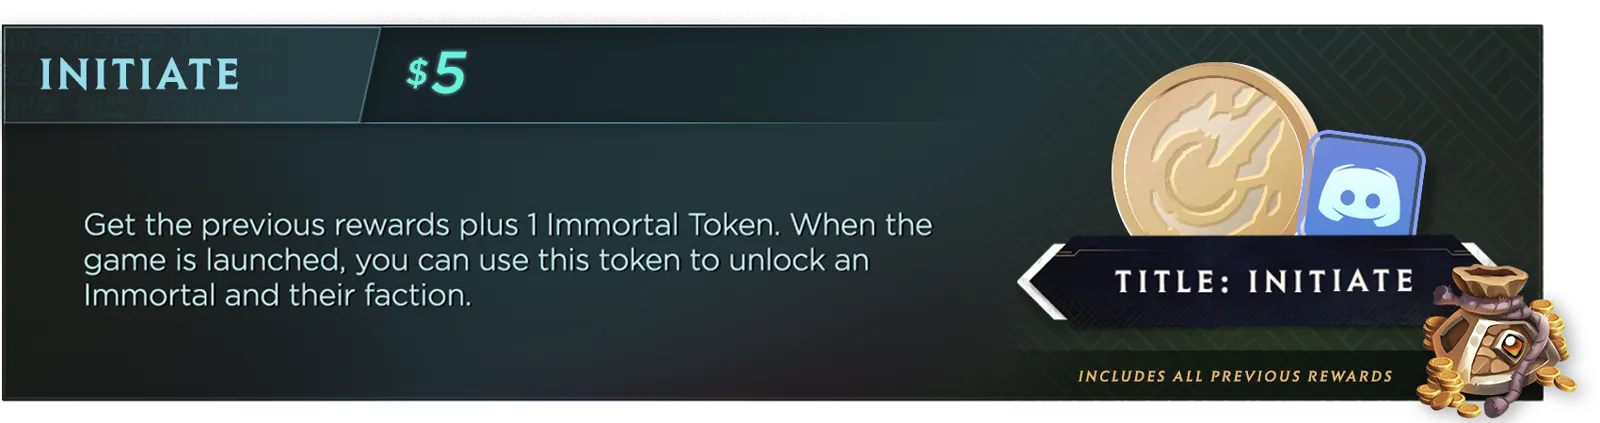 INITIATE
$5
Get the previous rewards plus 1 Immortal Token. When the
game is launched, you can use this token to unlock an
Immortal and their faction.
TITLE: INITIATE
INCLUDES ALL PREVIOUS REWARDS